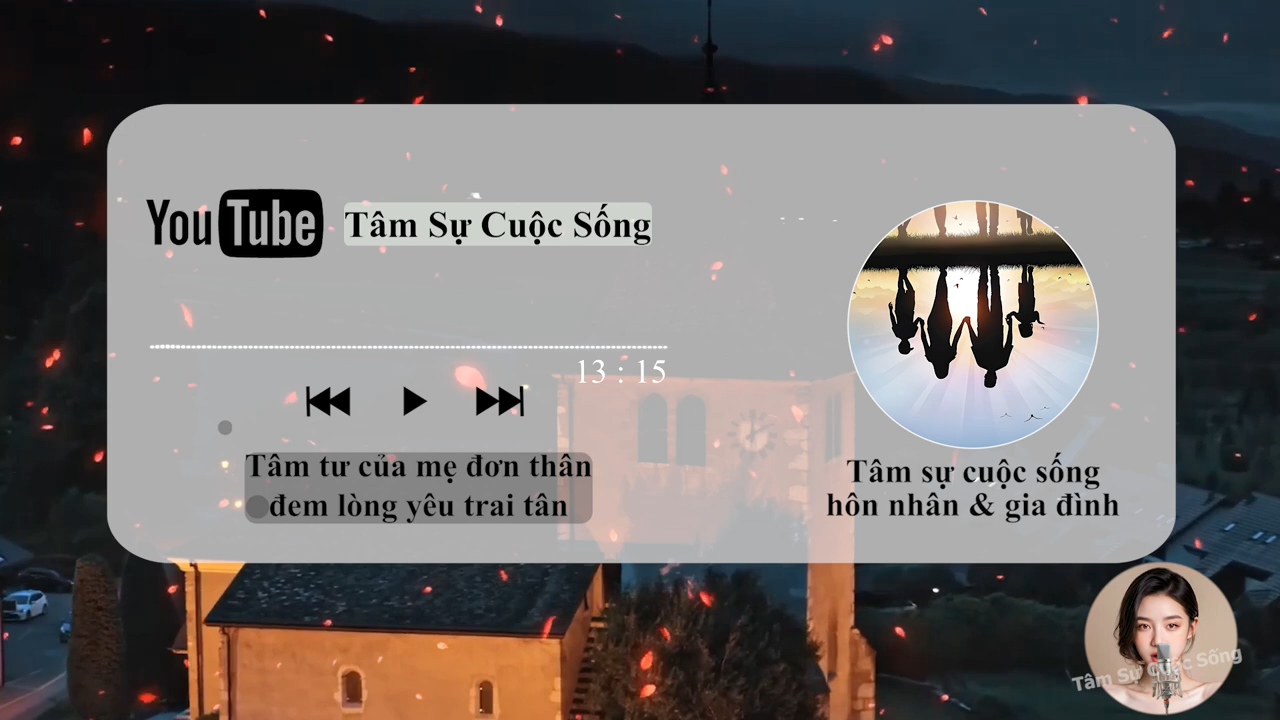 YouTube
Tâm Sự Cuộc Sống
13 : 15
Tâm tư của mẹ đơn thân
đem lòng yêu trai tân
Tâm sự cuộc sống
hôn nhân & gia đình
Tâm Sự Cuộc Sống